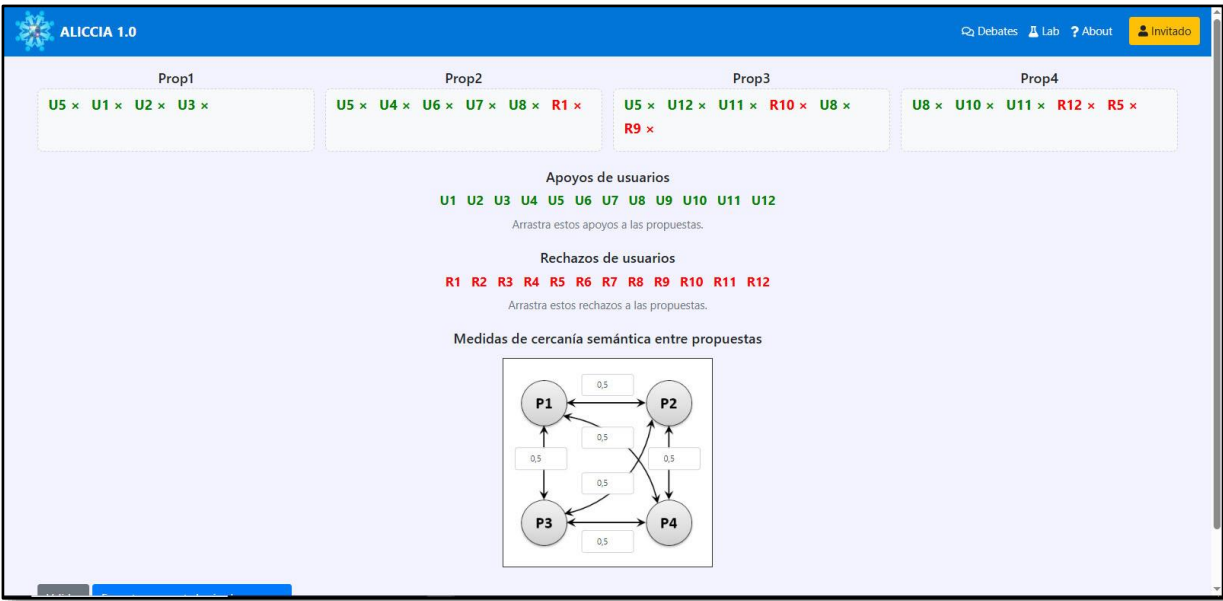 ALICCIA 1.0
Debates Lab ? About Invitado
Prop1 Prop2 Prop3 Prop4
U5 × U1 × U2 × U3 ×
U5 × U4 × U6 × U7 × U8 × R1 ×
U5 × U12 × U11 × R10 × U8 ×
R9 ×
U8 × U10 × U11 × R12 × R5 ×
Apoyos de usuarios
U1 U2 U3 U4 U5 U6 U7 U8 U9 U10 U11 U12
Arrastra estos apoyos a las propuestas.
Rechazos de usuarios
R1 R2 R3 R4 R5 R6 R7 R8 R9 R10 R11 R12
Arrastra estos rechazos a las propuestas.
Medidas de cercanía semántica entre propuestas
0,5
P1 P2
0,5
0,5 0,5
0,5
P3 P4
0,5